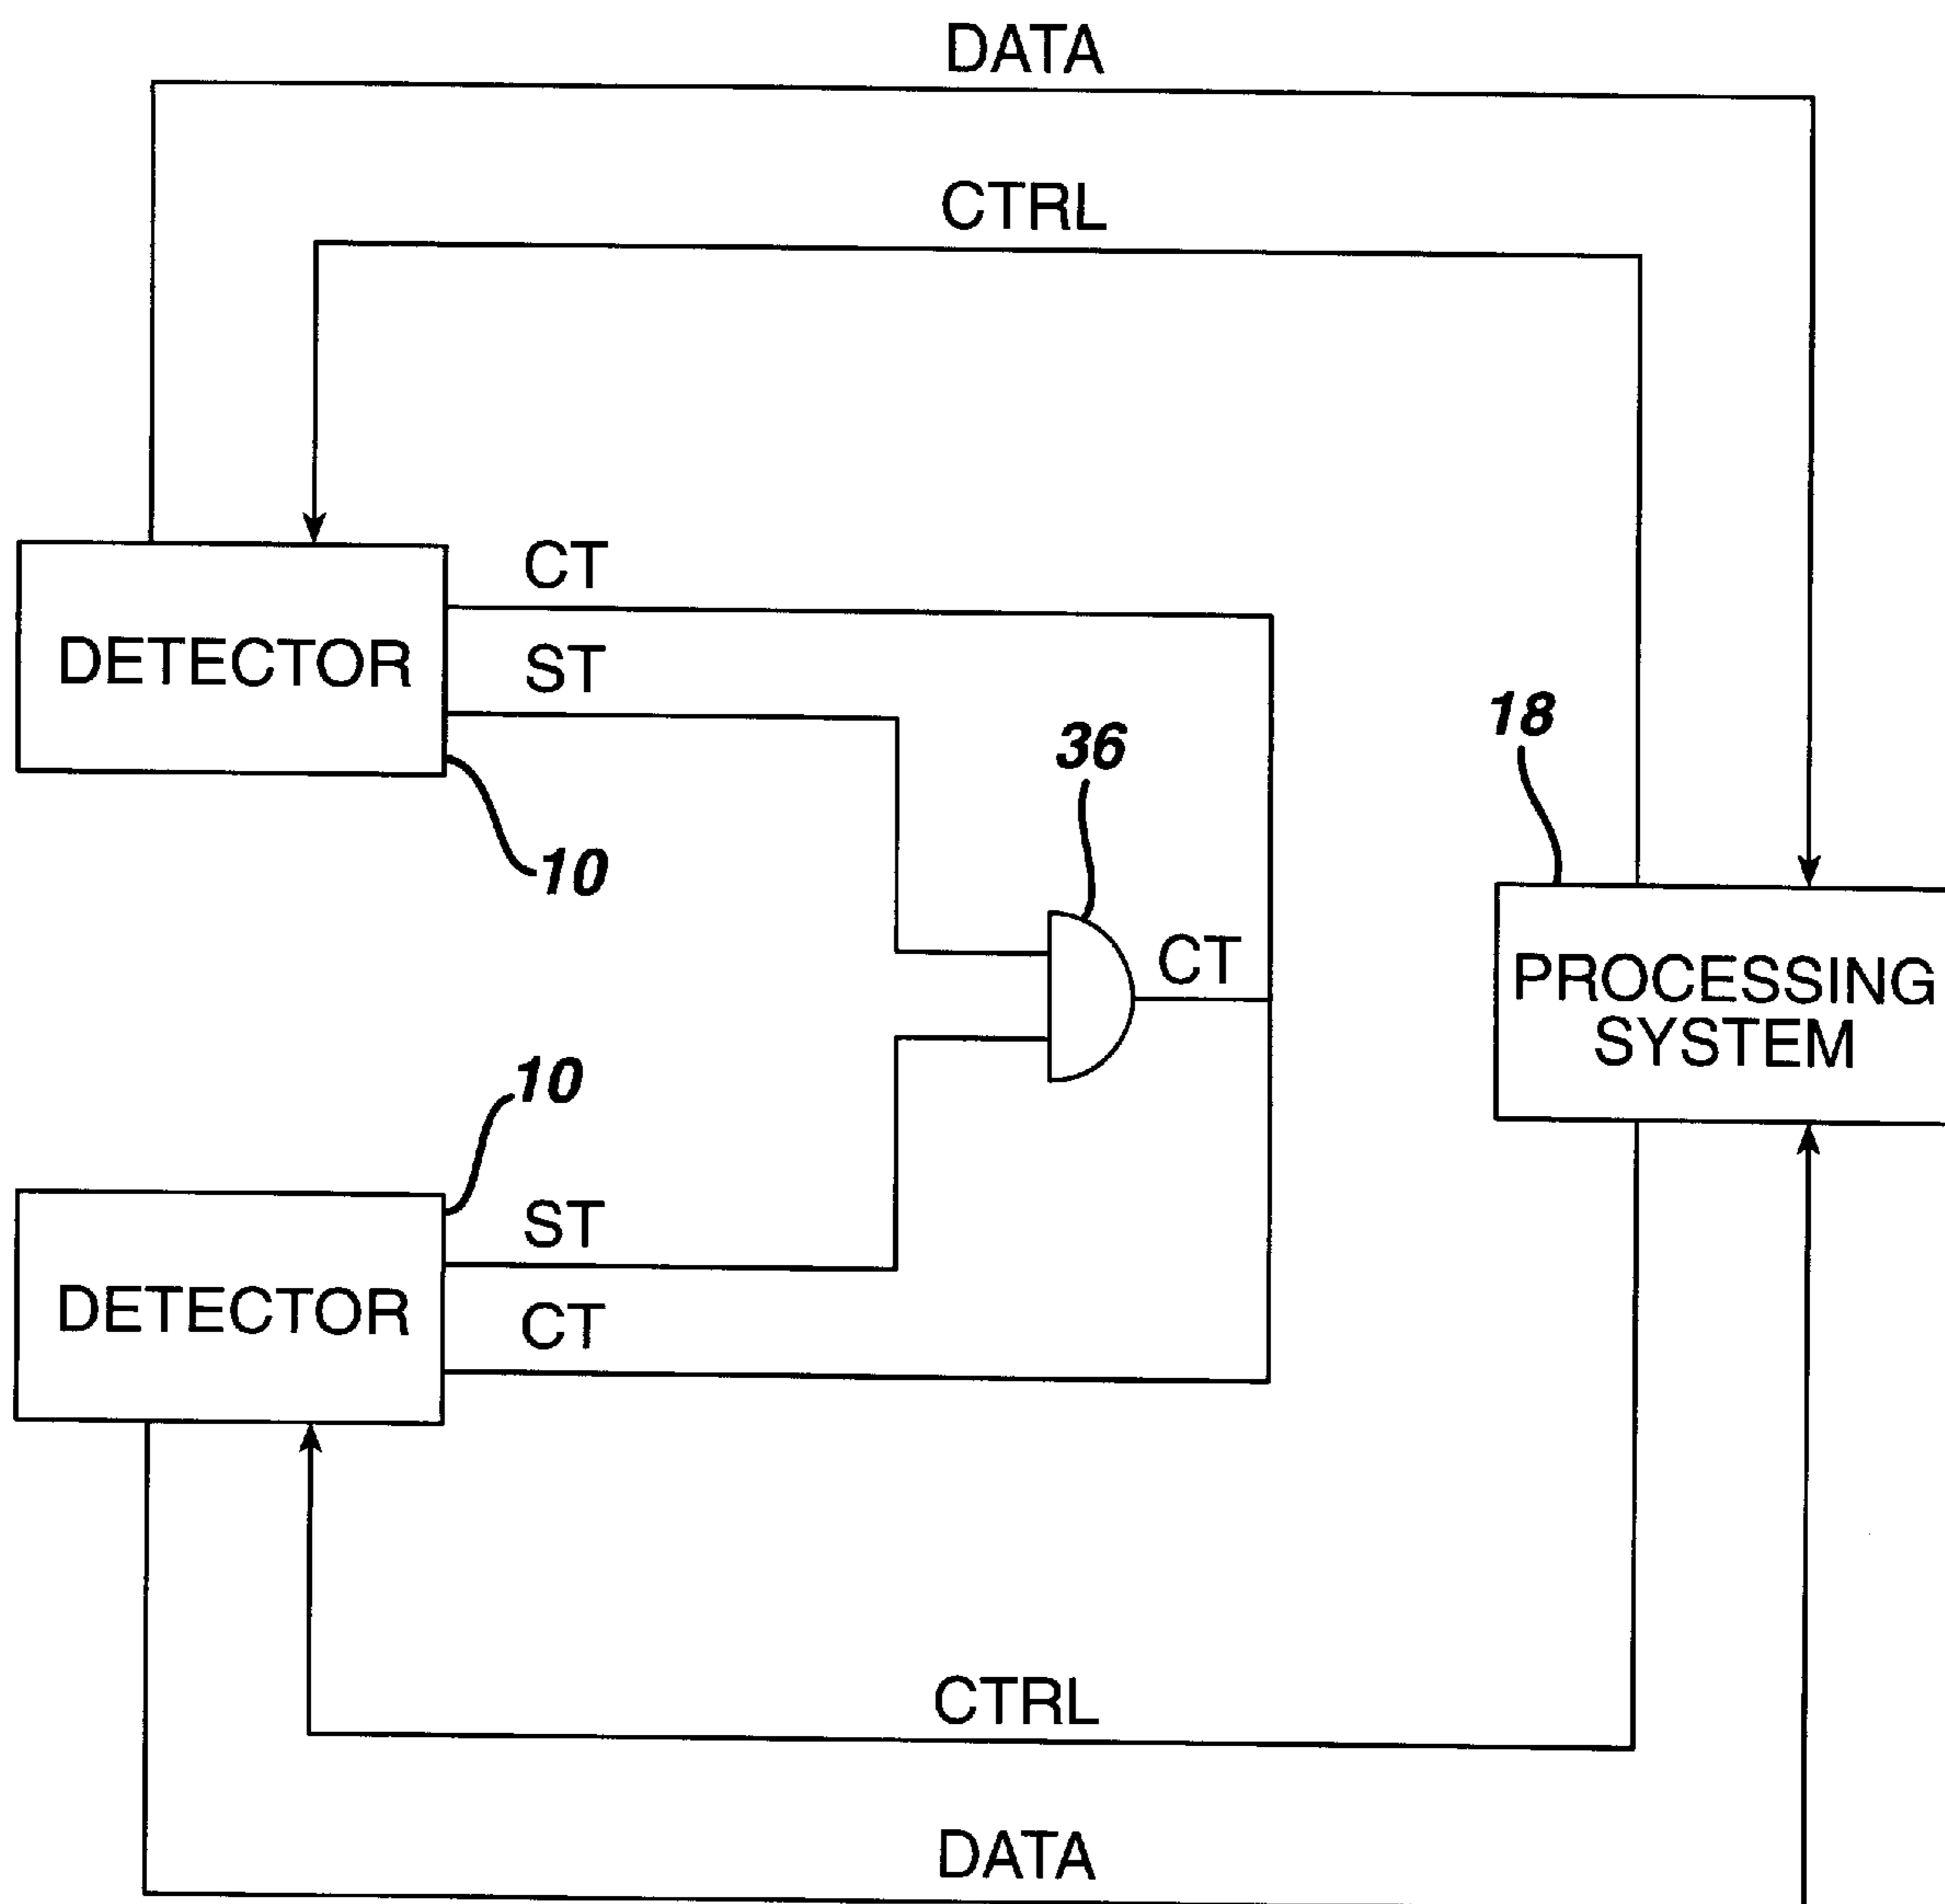 DATA
CTRL
CT
DETECTOR
ST
10
36
18
CT
PROCESSING
SYSTEM
10
ST
DETECTOR
CT
CTRL
DATA